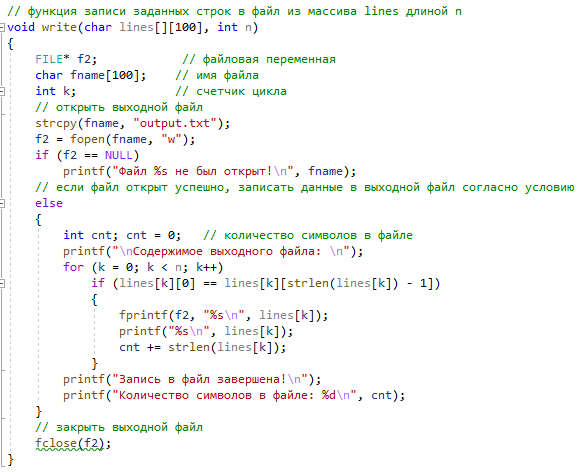 // функция записи заданных строк в файл из массива lines длиной n
void write(char lines[][100], int n)
{
    FILE* f2;            // файловая переменная
    char fname[100];    // имя файла
    int k;              // счетчик цикла
    // открыть выходной файл
    strcpy(fname, "output.txt");
    f2 = fopen(fname, "w");
    if (f2 == NULL)
        printf("Файл %s не был открыт!\n", fname);
    // если файл открыт успешно, записать данные в выходной файл согласно условию
    else
    {
        int cnt; cnt = 0;   // количество символов в файле
        printf("\nСодержимое выходного файла: \n");
        for (k = 0; k < n; k++)
            if (lines[k][0] == lines[k][strlen(lines[k]) - 1])
            {
                fprintf(f2, "%s\n", lines[k]);
                printf("%s\n", lines[k]);
                cnt += strlen(lines[k]);
            }
        printf("Запись в файл завершена!\n");
        printf("Количество символов в файле: %d\n", cnt);
    }
    // закрыть выходной файл
    fclose(f2);
}